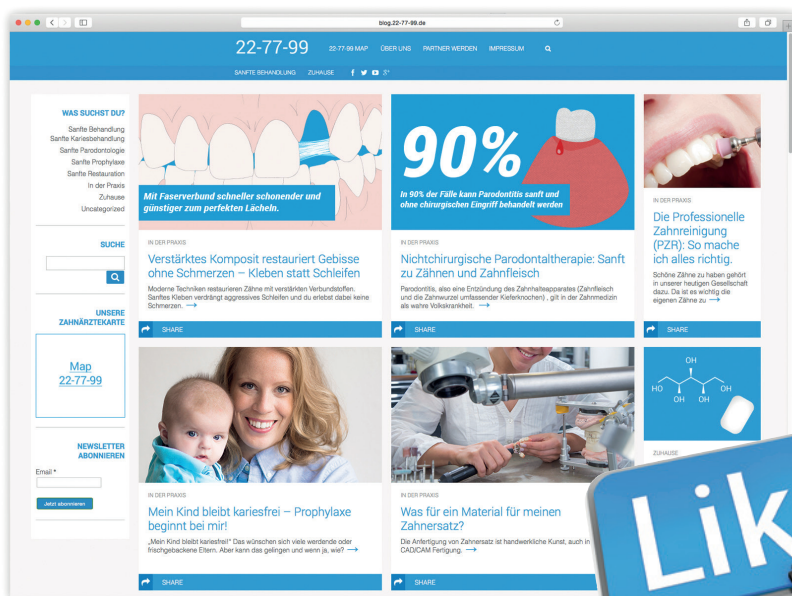 blog.22-77-99.de
22-77-99
22-77-99 MAP ÜBER UNS PARTNER WERDEN IMPRESSUM
SANFTE BEHANDLUNG ZUHAUSE
WAS SUCHST DU?
Sanfte Behandlung
Sanfte Kariesbehandlung
Sanfte Parodontologie
Sanfte Prophylaxe
Sanfte Restauration
In der Praxis
Zuhause
Uncategorized
SUCHE
UNSERE
ZAHNÄRZTEKARTE
Map
22-77-99
NEWSLETTER
ABONNIEREN
Email *
Jetzt abonnieren
Mit Faserverbund schneller schonender und
günstiger zum perfekten Lächeln.
IN DER PRAXIS
Verstärktes Komposit restauriert Gebisse
ohne Schmerzen – Kleben statt Schleifen
Moderne Techniken restaurieren Zähne mit verstärkten Verbundstoffen.
Sanftes Kleben verdrängt aggressives Schleifen und du erlebst dabei keine
Schmerzen. →
SHARE
90%
In 90% der Fälle kann Parodontitis sanft und
ohne chirurgischen Eingriff behandelt werden
IN DER PRAXIS
Nichtchirurgische Parodontaltherapie: Sanft
zu Zähnen und Zahnfleisch
Parodontitis, also eine Entzündung des Zahnhalteapparates (Zahnfleisch
und die Zahnwurzel umfassender Kieferknochen) , gilt in der Zahnmedizin
als wahre Volkskrankheit. →
SHARE
IN DER PRAXIS
Die Professionelle
Zahnreinigung
(PZR): So mache
ich alles richtig.
Schöne Zähne zu haben gehört
in unserer heutigen Gesellschaft
dazu. Da ist es wichtig die
eigenen Zähne zu →
SHARE
IN DER PRAXIS
Mein Kind bleibt kariesfrei – Prophylaxe
beginnt bei mir!
„Mein Kind bleibt kariesfrei!“ Das wünschen sich viele werdende oder
frischgebackene Eltern. Aber kann das gelingen und wenn ja, wie? →
SHARE
IN DER PRAXIS
Was für ein Material für meinen
Zahnersatz?
Die Anfertigung von Zahnersatz ist handwerkliche Kunst, auch in
CAD/CAM Fertigung. →
SHARE
OH OH
HO OH
OH OH
ZUHAUSE
Lik